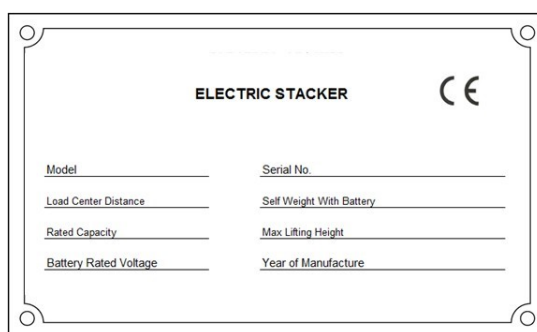 ELECTRIC STACKER
CE
Model
Serial No.
Load Center Distance
Self Weight With Battery
Rated Capacity
Max Lifting Height
Battery Rated Voltage
Year of Manufacture